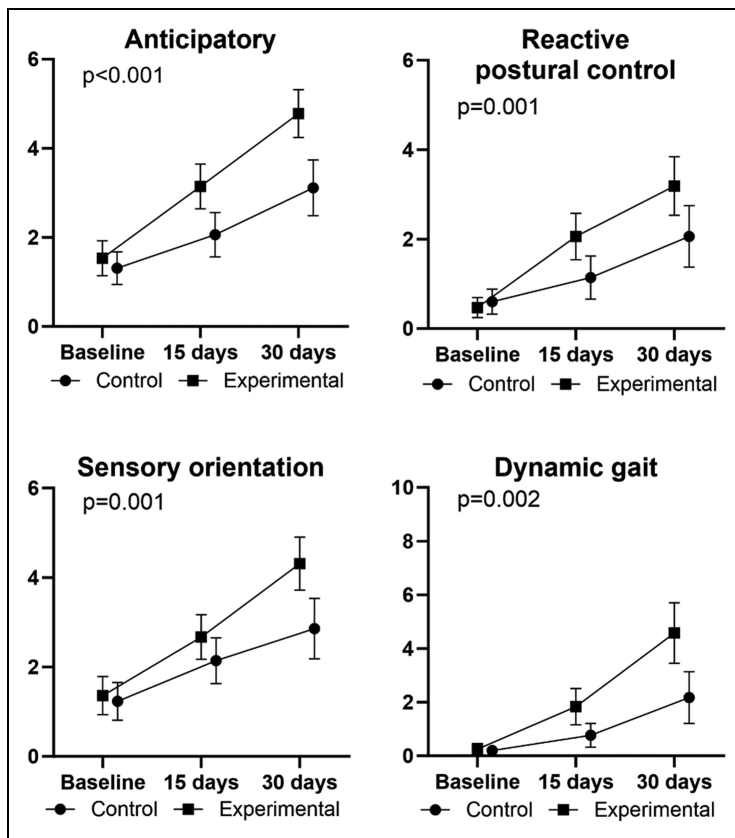 Anticipatory
p<0.001
6
4
2
0
Baseline 15 days 30 days
Control Experimental
Reactive
postural control
p=0.001
6
4
2
0
Baseline 15 days 30 days
Control Experimental
Sensory orientation
p=0.001
6
4
2
0
Baseline 15 days 30 days
Control Experimental
Dynamic gait
p=0.002
10
8
6
4
2
0
Baseline 15 days 30 days
Control Experimental